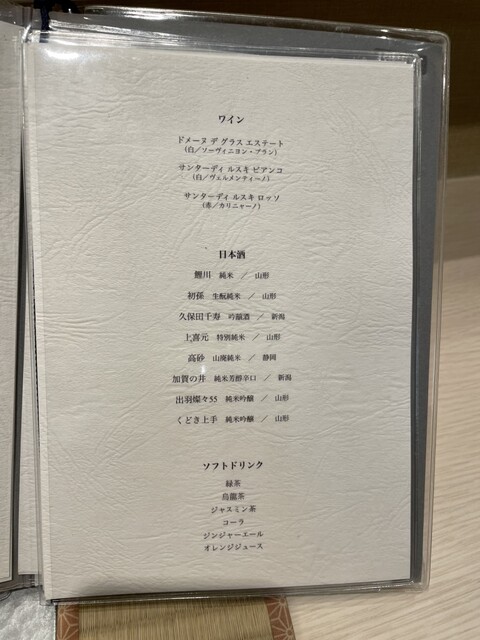 ワイン
ドメーヌ デ グラス エステート
(白／ソーヴィニヨン・ブラン)
サンターディ ルスキ ビアンコ
(白／ヴェルメンティーノ)
サンターディ ルスキ ロッソ
(赤／カリニャーノ)
日本酒
鯉川 純米 ／ 山形
初孫 生酛純米 ／ 山形
久保田千寿 吟醸酒 ／ 新潟
上喜元 特別純米 ／ 山形
高砂 山廃純米 ／ 静岡
加賀の井 純米芳醇辛口 ／ 新潟
出羽燦々55 純米吟醸 ／ 山形
くどき上手 純米吟醸 ／ 山形
ソフトドリンク
緑茶
烏龍茶
ジャスミン茶
コーラ
ジンジャーエール
オレンジジュース